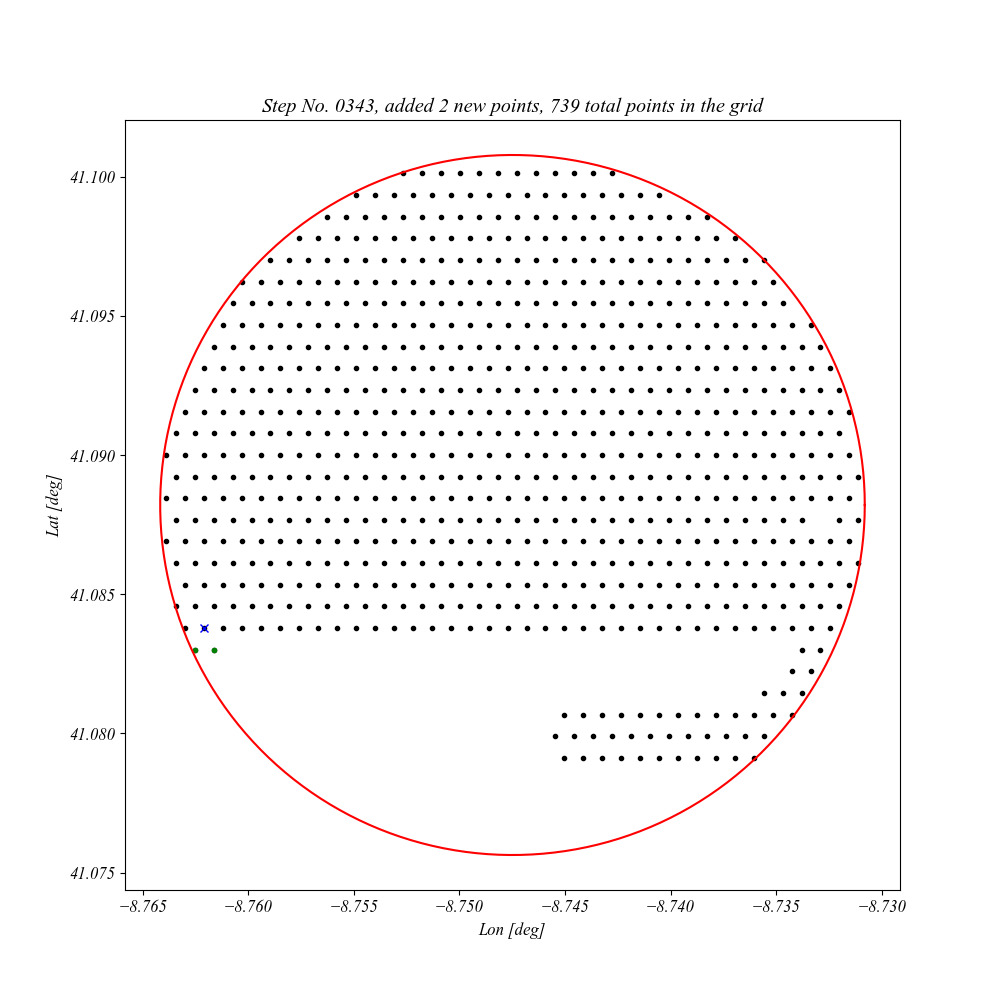 Step No. 0343, added 2 new points, 739 total points in the grid
41.100
41.095
41.090
41.085
41.080
41.075
Lat [deg]
−8.765 −8.760 −8.755 −8.750 −8.745 −8.740 −8.735 −8.730
Lon [deg]